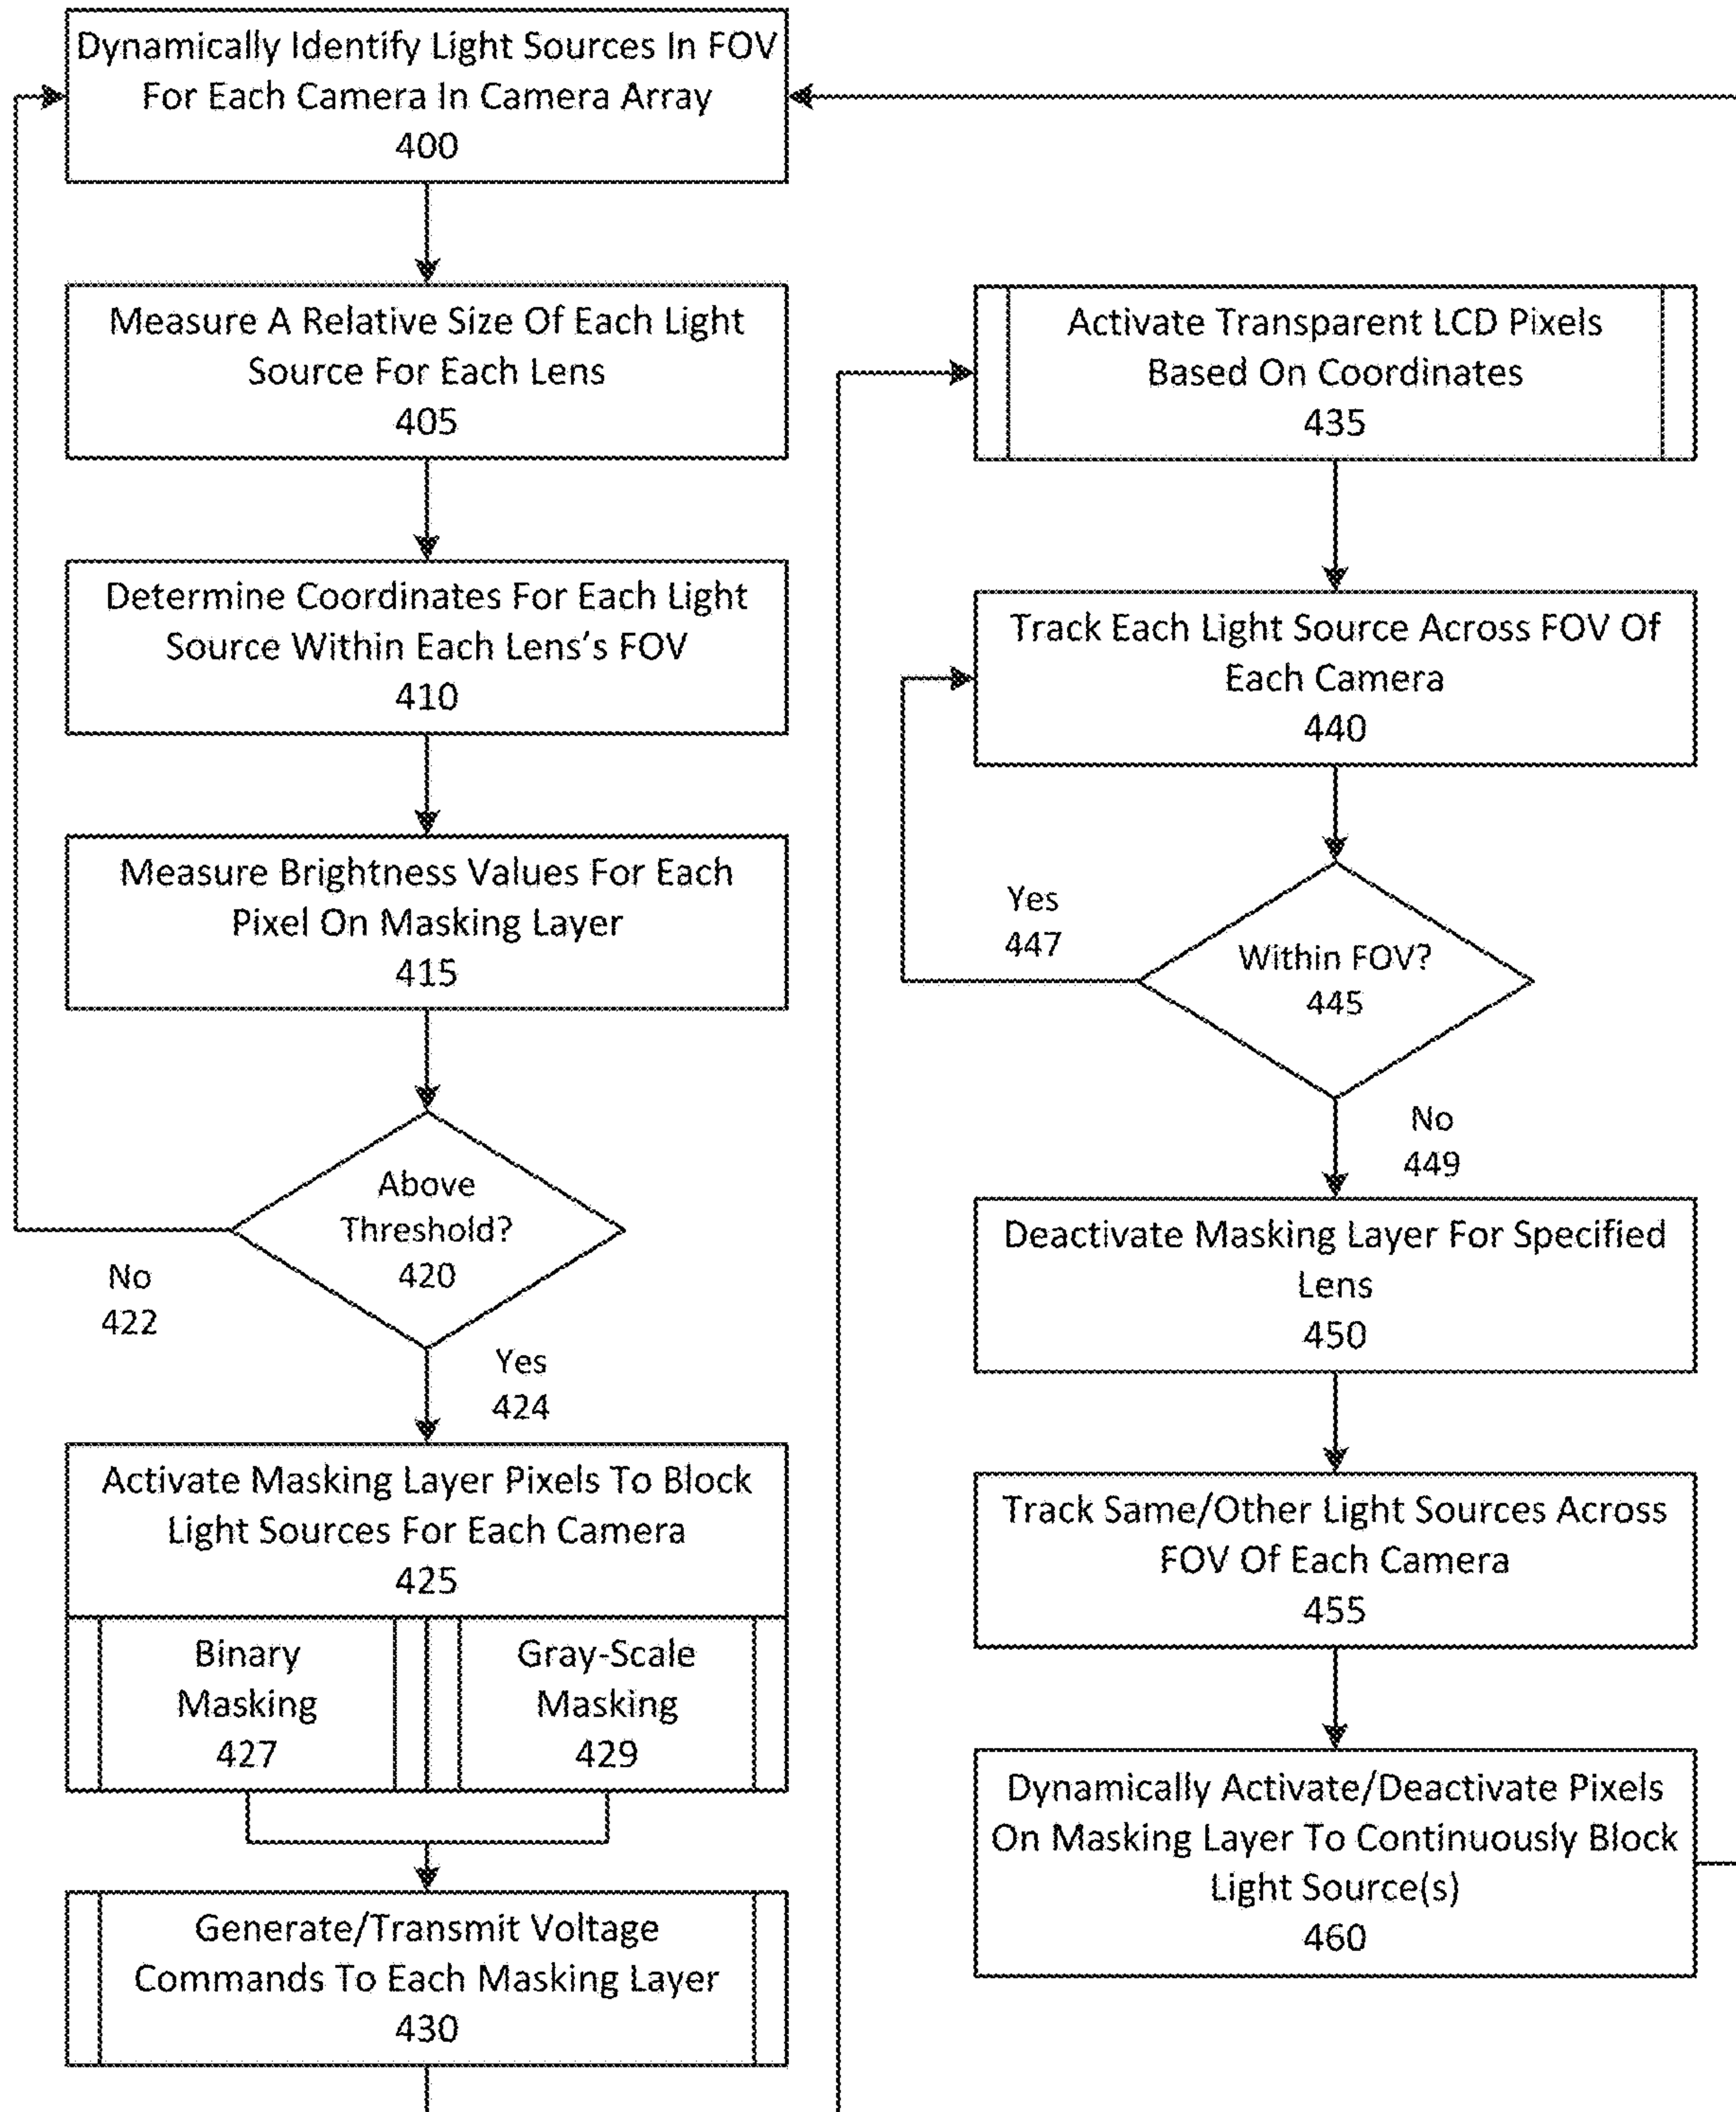 Dynamically Identify Light Sources In FOV
For Each Camera In Camera Array
400
Measure A Relative Size Of Each Light
Source For Each Lens
405
Determine Coordinates For Each Light
Source Within Each Lens's FOV
410
Measure Brightness Values For Each
Pixel On Masking Layer
415
Above
Threshold?
420
No
422
Yes
424
Activate Masking Layer Pixels To Block
Light Sources For Each Camera
425
Binary
Masking
427
Gray-Scale
Masking
429
Generate/Transmit Voltage
Commands To Each Masking Layer
430
Activate Transparent LCD Pixels
Based On Coordinates
435
Track Each Light Source Across FOV Of
Each Camera
440
Yes
447
Within FOV?
445
No
449
Deactivate Masking Layer For Specified
Lens
450
Track Same/Other Light Sources Across
FOV Of Each Camera
455
Dynamically Activate/Deactivate Pixels
On Masking Layer To Continuously Block
Light Source(s)
460